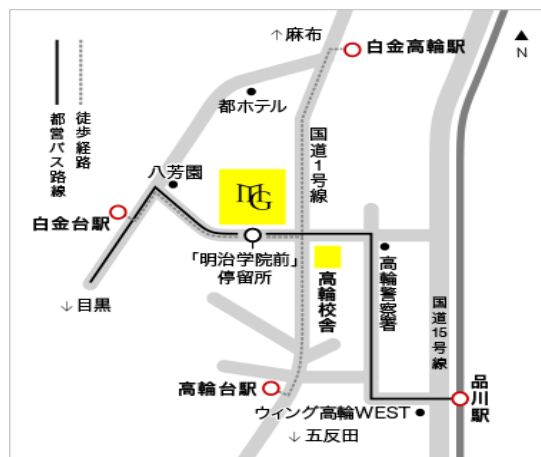 ↑麻布
白金高輪駅
▲
N
都営バス路線
徒歩経路
都ホテル
国道1号線
八芳園
MG
白金台駅
「明治学院前」
停留所
高輪校舎
高輪警察署
国道15号線
↓目黒
高輪台駅
品川駅
ウィング高輪WEST
↓五反田